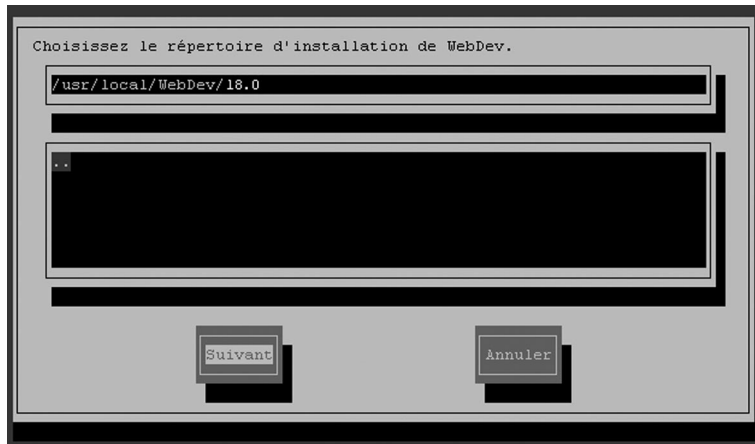 Choisissez le répertoire d'installation de WebDev.
/usr/local/WebDev/18.0
..
Suivant
Annuler